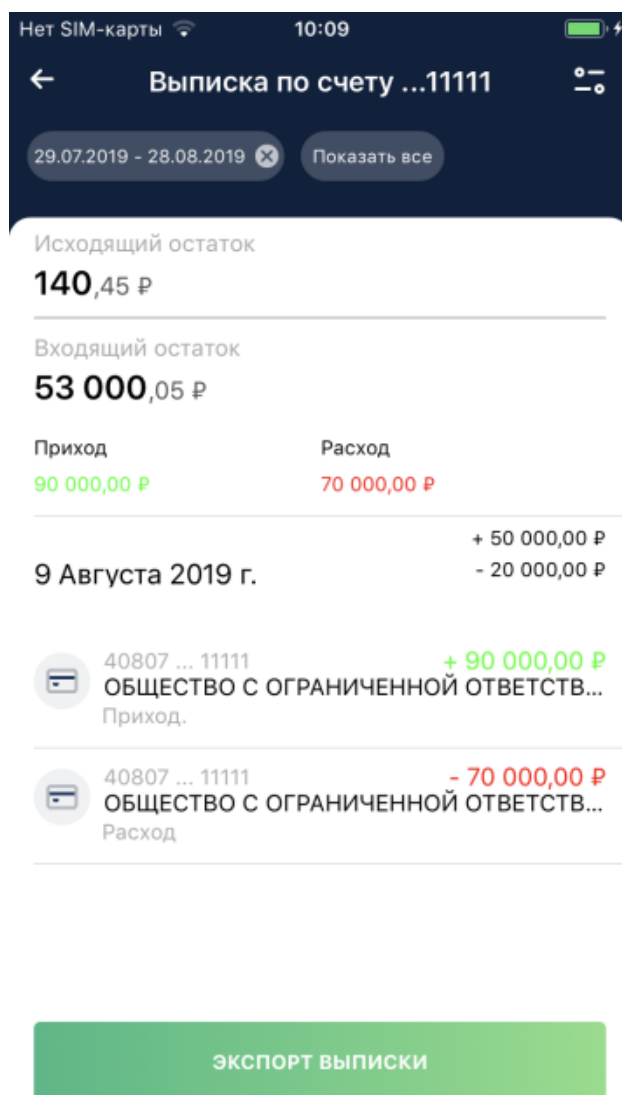 Нет SIM-карты 10:09
Выписка по счету ...11111
29.07.2019 - 28.08.2019 Показать все
Исходящий остаток
140,45 ₽
Входящий остаток
53 000,05 ₽
Приход Расход
90 000,00 ₽ 70 000,00 ₽
+ 50 000,00 ₽
9 Августа 2019 г. - 20 000,00 ₽
40807 ... 11111 + 90 000,00 ₽
ОБЩЕСТВО С ОГРАНИЧЕННОЙ ОТВЕТСТВ...
Приход.
40807 ... 11111 - 70 000,00 ₽
ОБЩЕСТВО С ОГРАНИЧЕННОЙ ОТВЕТСТВ...
Расход
ЭКСПОРТ ВЫПИСКИ